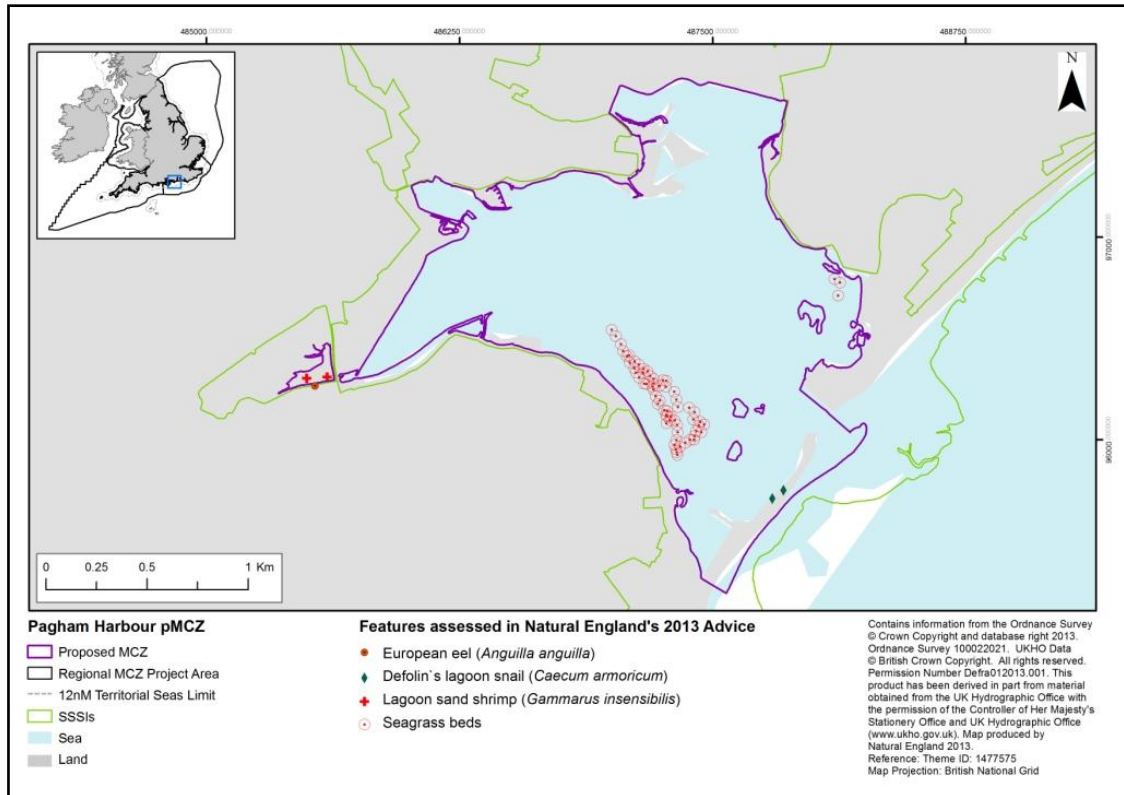 485000.000000
486250.000000
487500.000000
488750.000000
N
97000.000000
96000.000000
0 0.25 0.5 1 Km
Pagham Harbour pMCZ
Proposed MCZ
Regional MCZ Project Area
12nM Territorial Seas Limit
SSSIs
Sea
Land
Features assessed in Natural England's 2013 Advice
European eel (Anguilla anguilla)
Defolin`s lagoon snail (Caecum armoricum)
Lagoon sand shrimp (Gammarus insensibilis)
Seagrass beds
Contains information from the Ordnance Survey
© Crown Copyright and database right 2013.
Ordnance Survey 100022021. UKHO Data
© British Crown Copyright. All rights reserved.
Permission Number Defra012013.001. This
product has been derived in part from material
obtained from the UK Hydrographic Office with
the permission of the Controller of Her Majesty's
Stationery Office and UK Hydrographic Office
(www.ukho.gov.uk). Map produced by
Natural England 2013.
Reference: Theme ID: 1477575
Map Projection: British National Grid